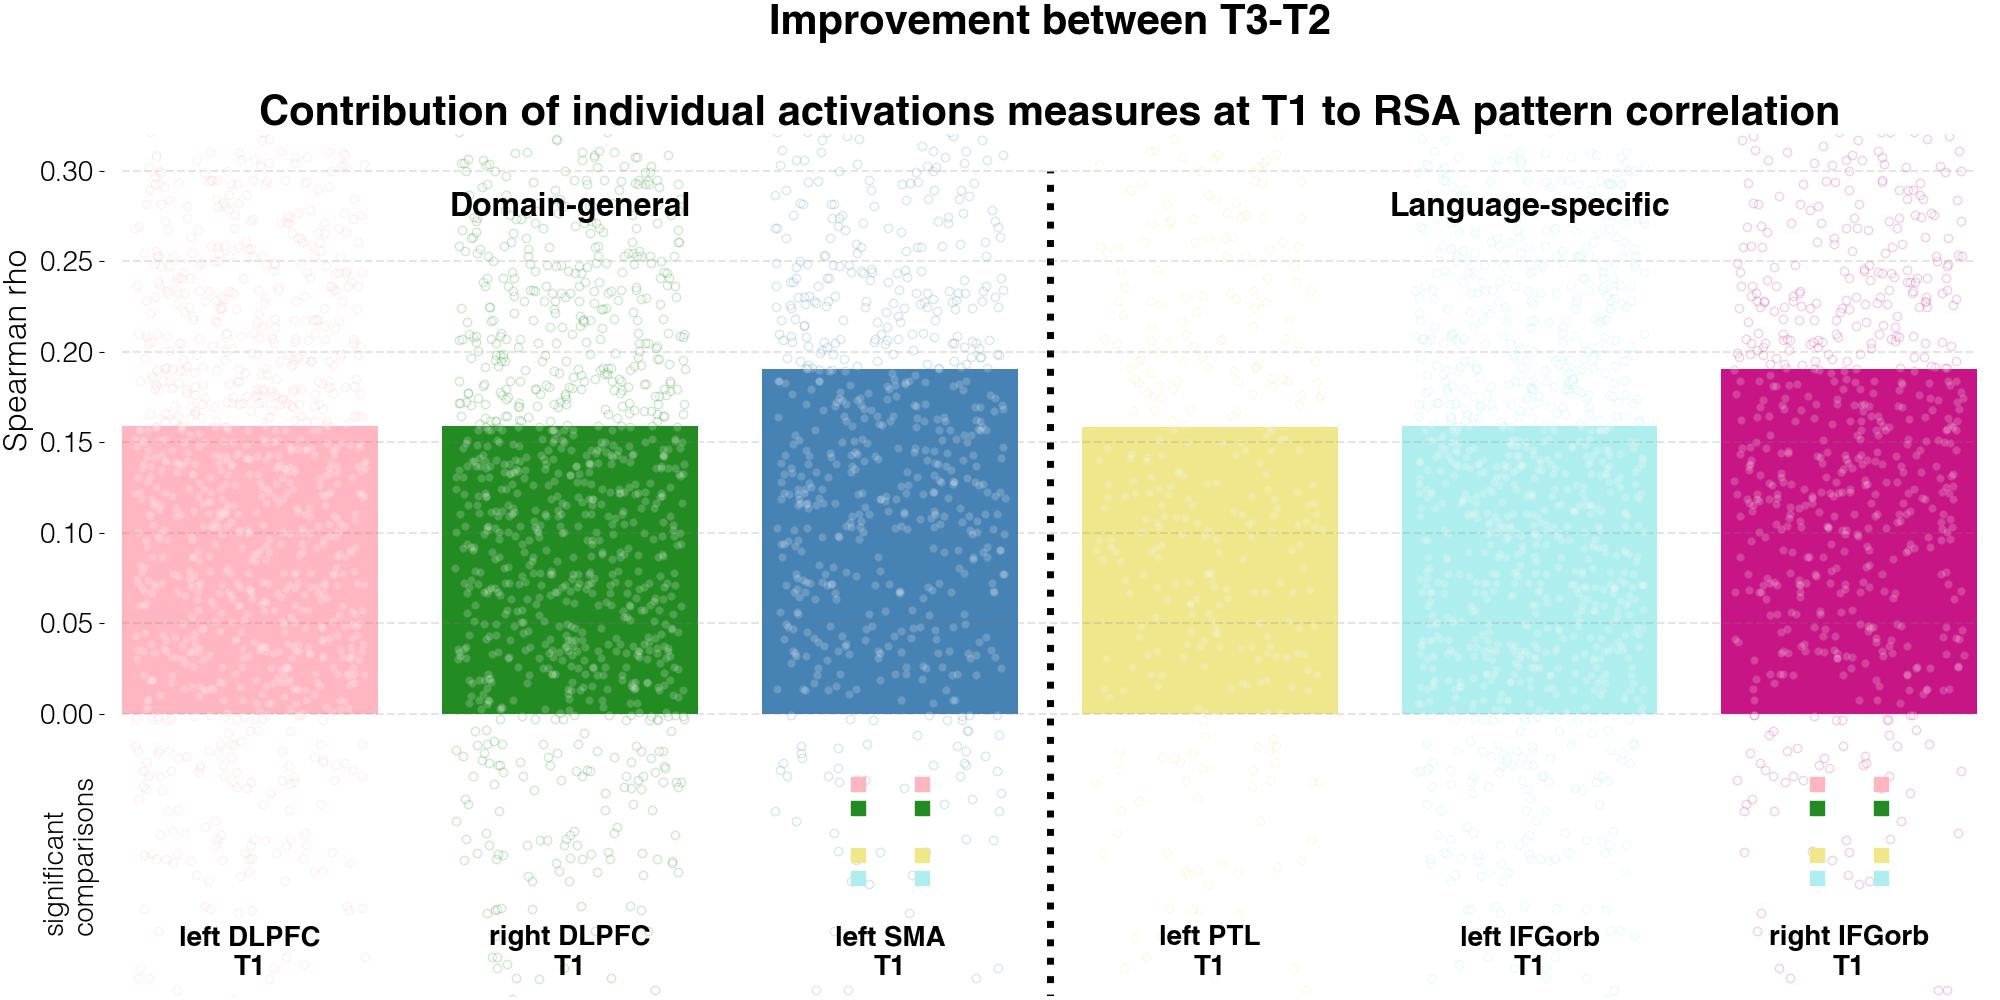 Improvement between T3-T2
Contribution of individual activations measures at T1 to RSA pattern correlation
Spearman rho
0.30
0.25
0.20
0.15
0.10
0.05
0.00
Domain-general
Language-specific
significant
comparisons
left DLPFC
T1
right DLPFC
T1
left SMA
T1
left PTL
T1
left IFGorb
T1
right IFGorb
T1